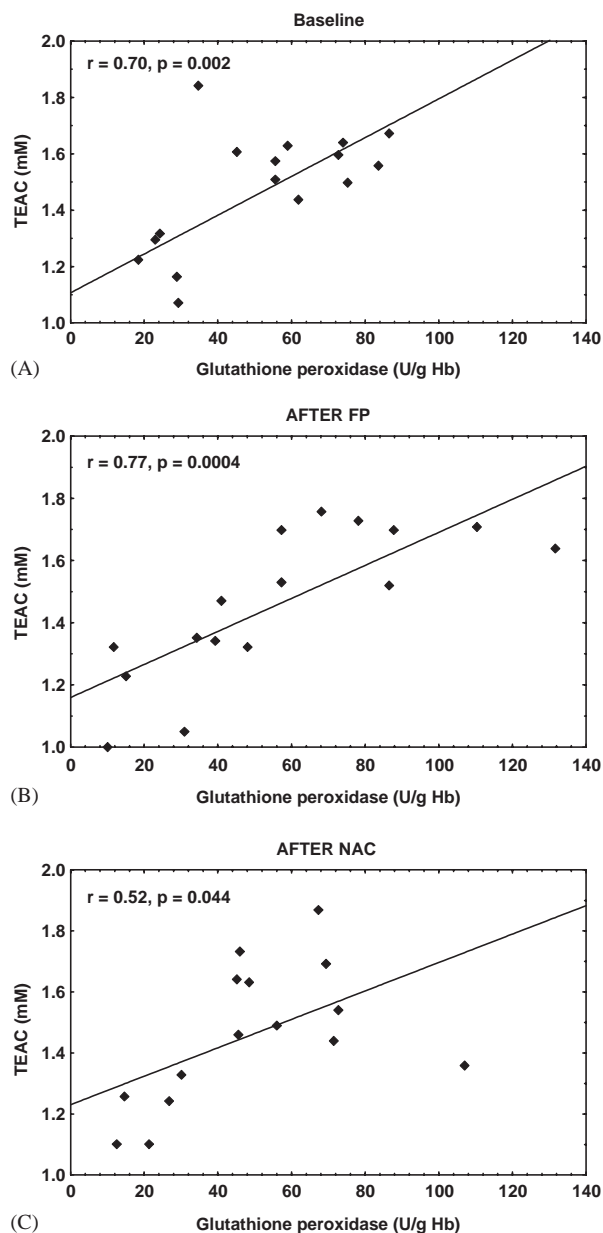 Baseline
r = 0.70, p = 0.002
2.0
1.8
1.6
1.4
1.2
1.0
TEAC (mM)
0 20 40 60 80 100 120 140
(A) Glutathione peroxidase (U/g Hb)
AFTER FP
r = 0.77, p = 0.0004
2.0
1.8
1.6
1.4
1.2
1.0
TEAC (mM)
0 20 40 60 80 100 120 140
(B) Glutathione peroxidase (U/g Hb)
AFTER NAC
r = 0.52, p = 0.044
2.0
1.8
1.6
1.4
1.2
1.0
TEAC (mM)
0 20 40 60 80 100 120 140
(C) Glutathione peroxidase (U/g Hb)